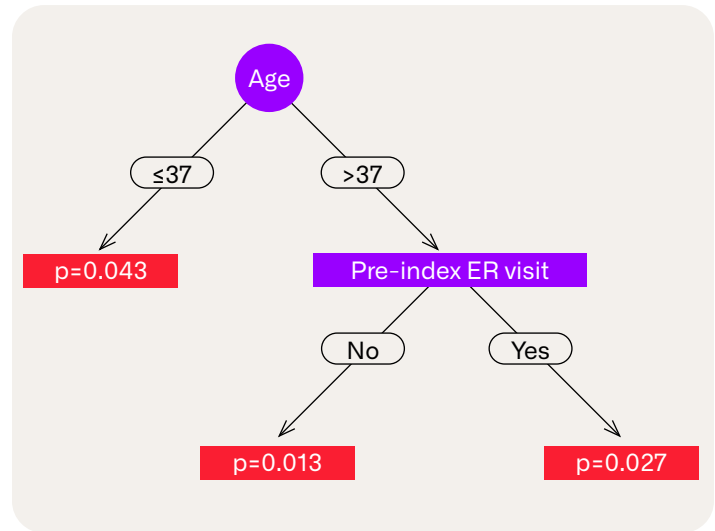 Age
≤37
>37
p=0.043
Pre-index ER visit
No
Yes
p=0.013
p=0.027